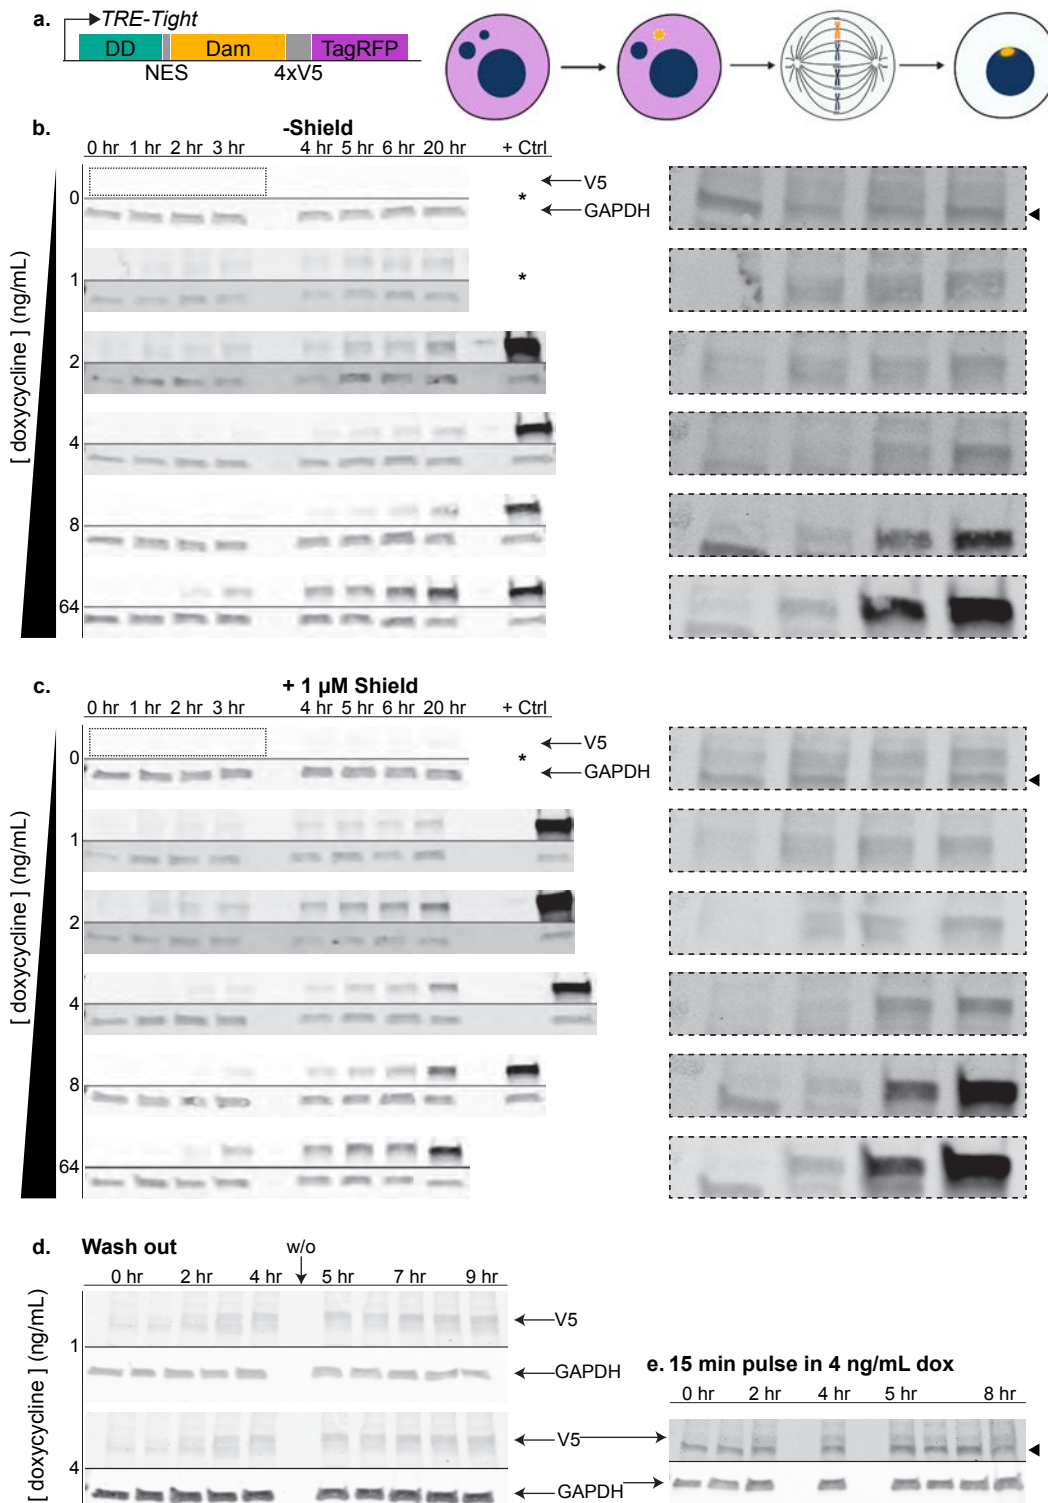 a.
TRE-Tight
DD Dam TagRFP
NES 4xV5
b.
-Shield
0 hr 1 hr 2 hr 3 hr 4 hr 5 hr 6 hr 20 hr + Ctrl
V5
0
*
GAPDH
1
*
2
4
8
64
[ doxycycline ] (ng/mL)
c.
+ 1 µM Shield
0 hr 1 hr 2 hr 3 hr 4 hr 5 hr 6 hr 20 hr + Ctrl
V5
0
*
GAPDH
1
2
4
8
64
[ doxycycline ] (ng/mL)
d. Wash out
w/o
0 hr 2 hr 4 hr 5 hr 7 hr 9 hr
V5
1
GAPDH
V5
4
GAPDH
[ doxycycline ] (ng/mL)
e. 15 min pulse in 4 ng/mL dox
0 hr 2 hr 4 hr 5 hr 8 hr